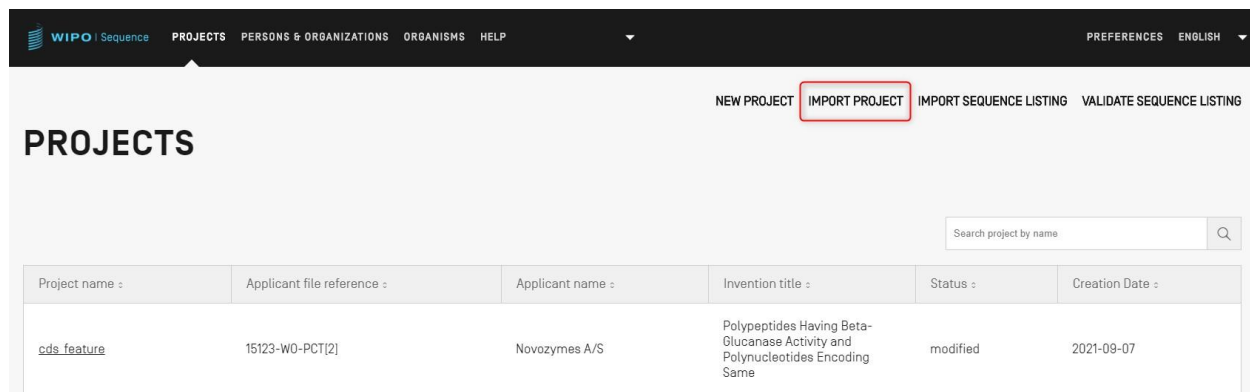 WIPO | Sequence PROJECTS PERSONS & ORGANIZATIONS ORGANISMS HELP PREFERENCES ENGLISH
NEW PROJECT IMPORT PROJECT IMPORT SEQUENCE LISTING VALIDATE SEQUENCE LISTING
PROJECTS
Search project by name
Project name Applicant file reference Applicant name Invention title Status Creation Date
Polypeptides Having Beta-
Glucanase Activity and
cds_feature 15123-WO-PCT[2] Novozymes A/S Polynucleotides Encoding modified 2021-09-07
Same